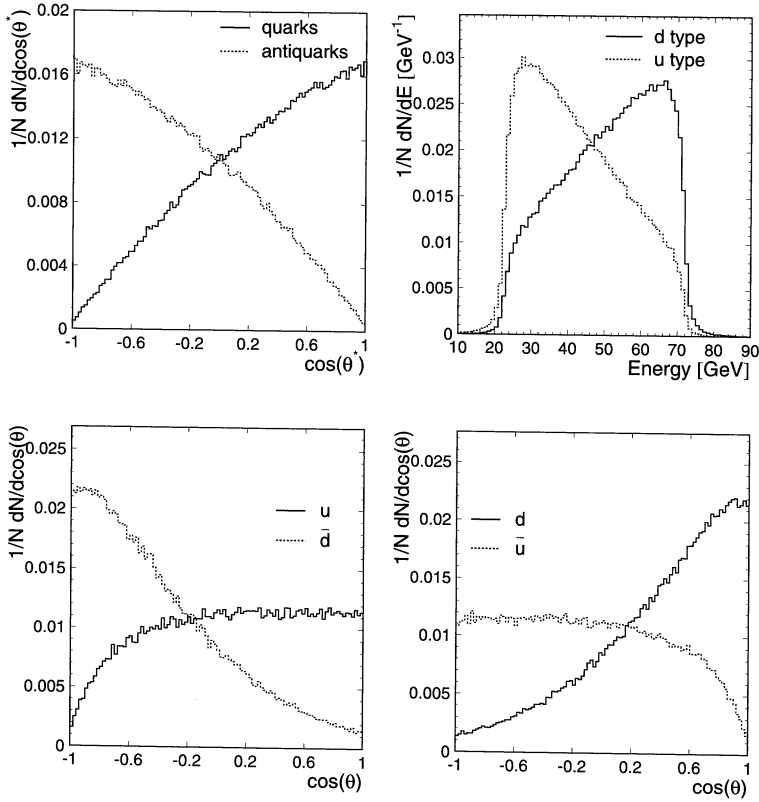 1/N dN/dcos(θ*)
0.02
0.016
0.012
0.008
0.004
0
quarks
antiquarks
-1 -0.6 -0.2 0.2 0.6 1
cos(θ*)
1/N dN/dE [GeV⁻¹]
0.03
0.025
0.02
0.015
0.01
0.005
0
d type
u type
10 20 30 40 50 60 70 80 90
Energy [GeV]
1/N dN/dcos(θ)
0.025
0.02
0.015
0.01
0.005
0
u
d̄
-1 -0.6 -0.2 0.2 0.6 1
cos(θ)
1/N dN/dcos(θ)
0.025
0.02
0.015
0.01
0.005
0
d
ū
-1 -0.6 -0.2 0.2 0.6 1
cos(θ)